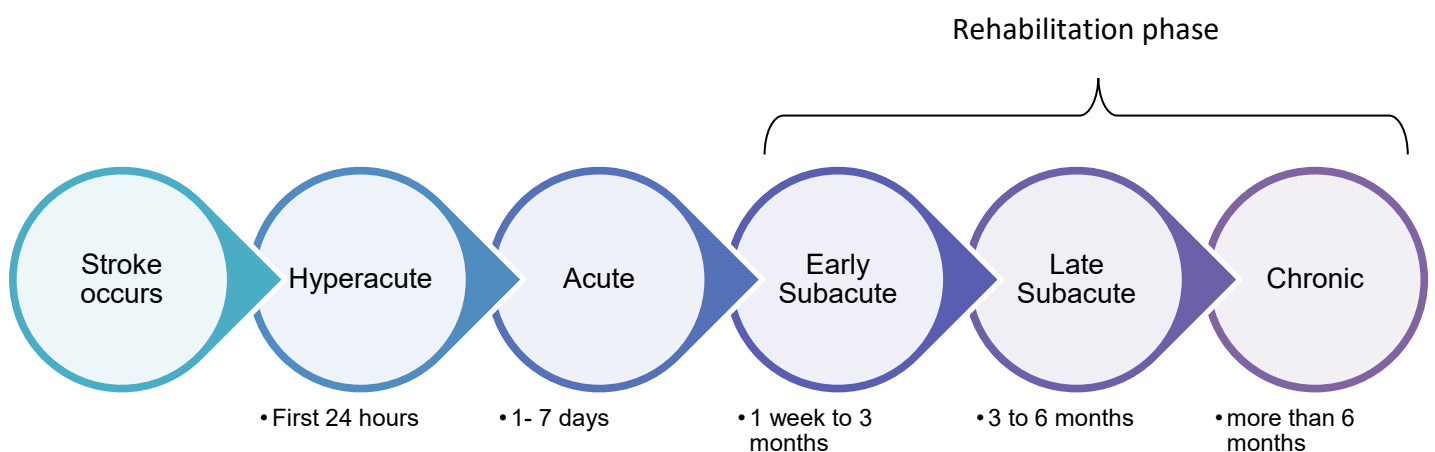 Rehabilitation phase
Stroke
occurs
Hyperacute
Acute
Early
Subacute
Late
Subacute
Chronic
• First 24 hours
• 1- 7 days
• 1 week to 3
months
• 3 to 6 months
• more than 6
months